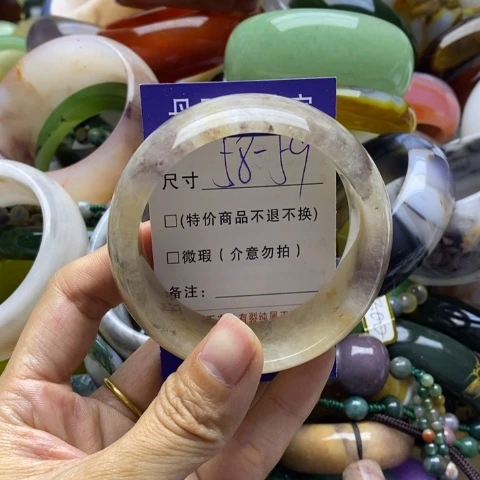 尺寸 58-59
□(特价商品不退不换)
□微瑕(介意勿拍)
备注: